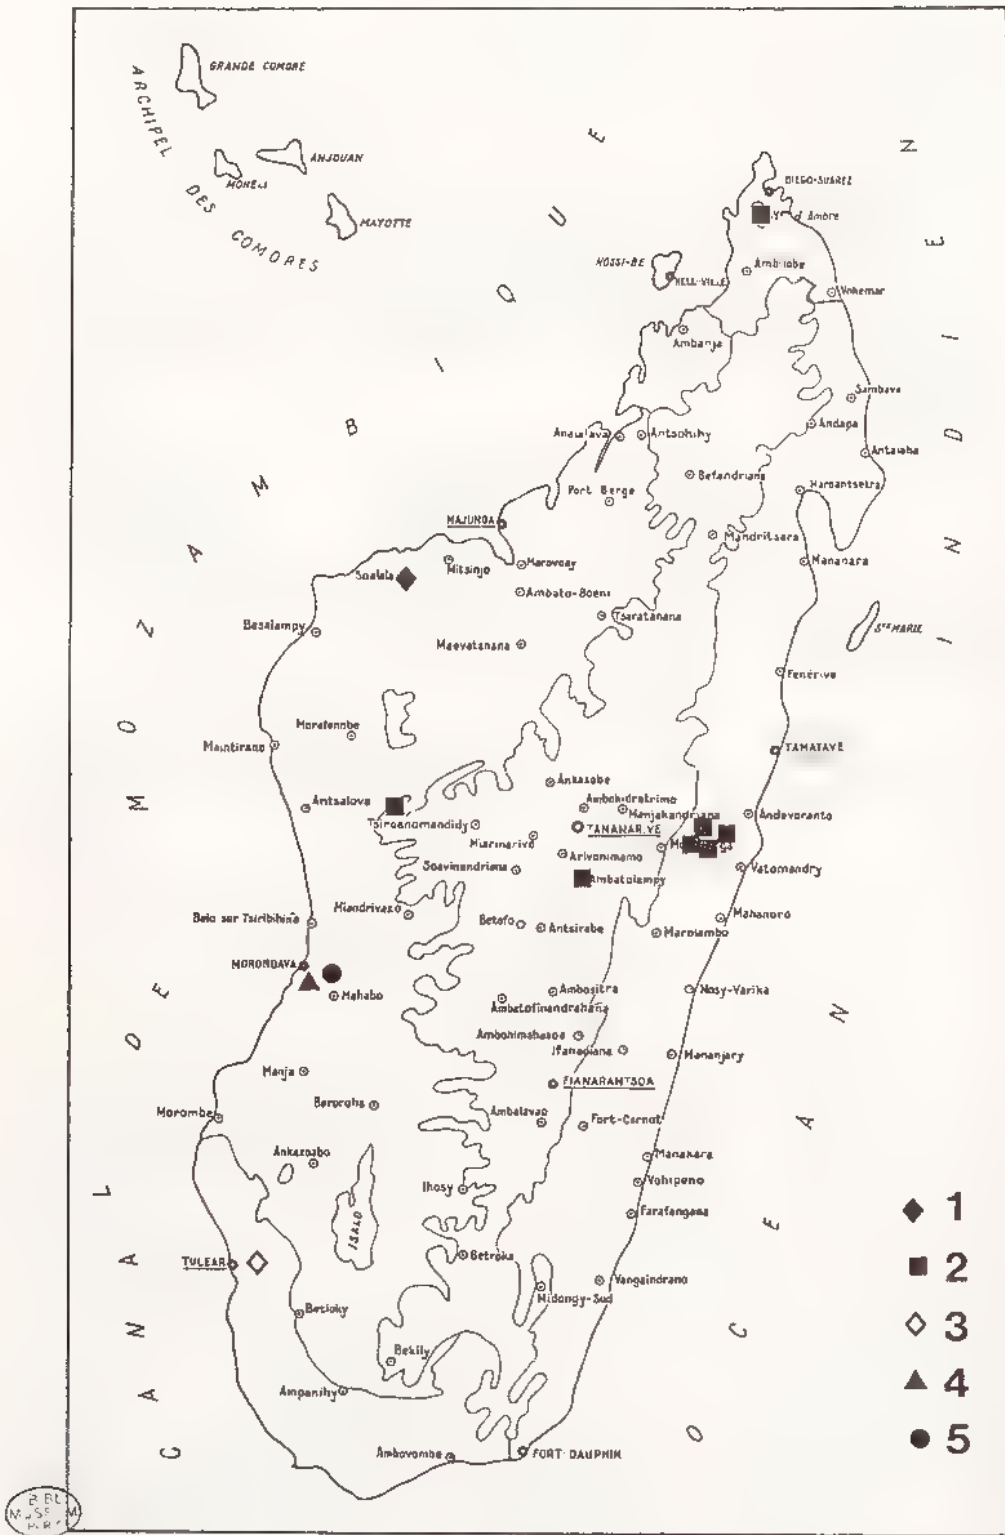 GRANDE COMORE
ARCHIPEL DES COMORES
ANJOUAN
MOHELI
MAYOTTE
CANAL DE MOZAMBIQUE
OCEAN INDIEN
DIEGO-SUAREZ
d'Ambre
NOSSI-BE
HELL-VILLE
Ambilobe
Vohemar
Ambanja
Sambava
Andapa
Analalava
Antsohihy
Antalaha
Befandriana
Maroantsetra
Port Berge
MAJUNGA
Mandritsara
Mananara
Mitsinjo
Marovoay
Soalala
Ambato-Boeni
Tsaratanana
Besalampy
Maevatanana
Ste MARIE
Fenerive
Morafenobe
Maintirano
TAMATAVE
Ankazobe
Antsalova
Ambohidratrimo
Manjakandriana
Andevoranto
Tsiroanomandidy
TANANARIVE
Miarinarivo
Arivonimamo
Soavinandriana
Ambatolampy
Vatomandry
Miandrivazo
Belo sur Tsiribihina
Betafo
Antsirabe
Mahanoro
Marolambo
MORONDAVA
Mahabo
Ambositra
Nosy-Varika
Ambatofinandrahana
Ambohimahasoa
Ifanadiana
Mananjary
Manja
FIANARANTSOA
Beroroha
Morombe
Ambalavao
Fort-Carnot
Ankazoabo
Manakara
Ihosy
Vohipeno
ISALO
Farafangana
TULEAR
Betroka
Vangaindrano
Midongy-Sud
Betioky
Bekily
Ampanihy
Ambovombe
FORT-DAUPHIN
1
2
3
4
5